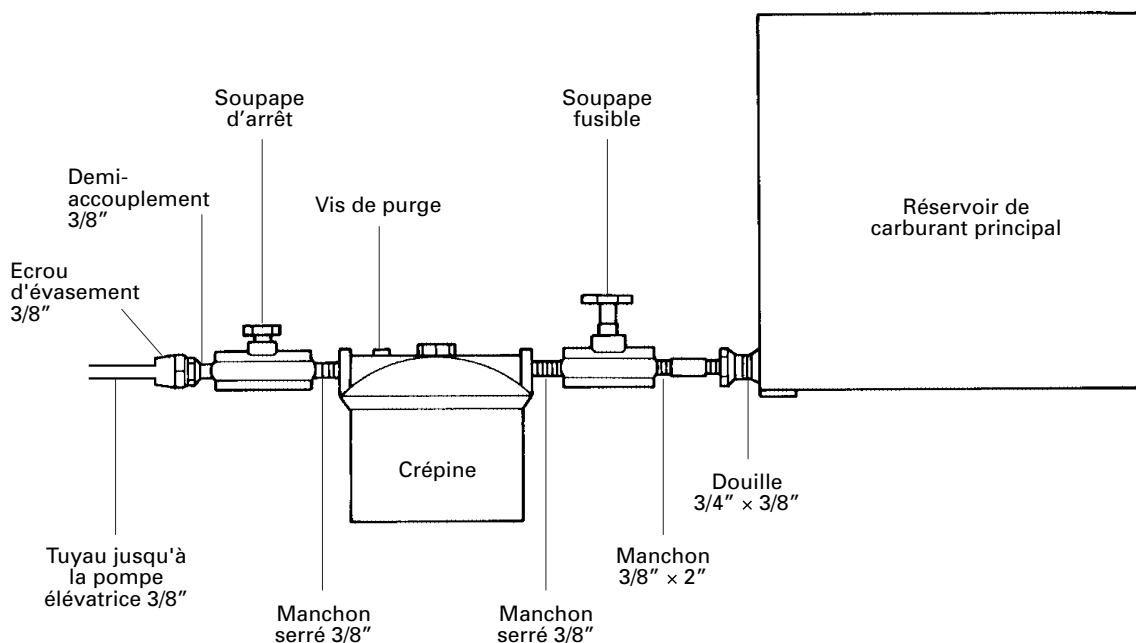 Soupape
d’arrêt
Soupape
fusible
Demi-
accouplement
3/8″
Vis de purge
Réservoir de
carburant principal
Ecrou
d'évasement
3/8″
Crépine
Douille
3/4″ × 3/8″
Tuyau jusqu'à
la pompe
élévatrice 3/8″
Manchon
3/8″ × 2″
Manchon
serré 3/8″
Manchon
serré 3/8″